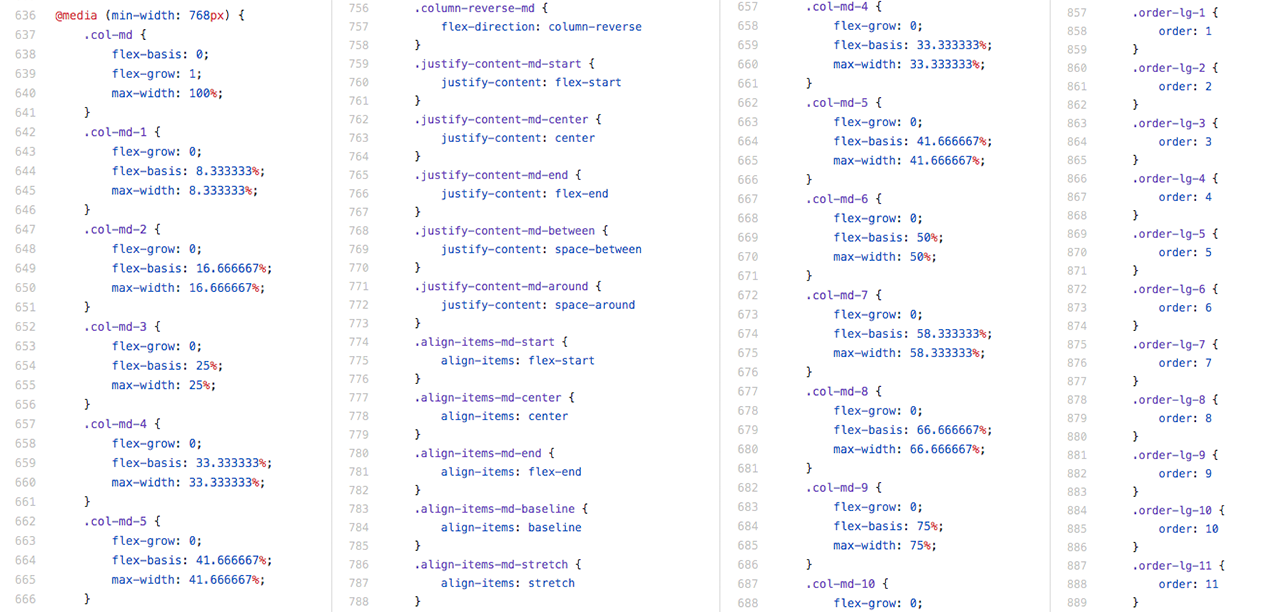 636 @media (min-width: 768px) {
637 .col-md {
638 flex-basis: 0;
639 flex-grow: 1;
640 max-width: 100%;
641 }
642 .col-md-1 {
643 flex-grow: 0;
644 flex-basis: 8.333333%;
645 max-width: 8.333333%;
646 }
647 .col-md-2 {
648 flex-grow: 0;
649 flex-basis: 16.666667%;
650 max-width: 16.666667%;
651 }
652 .col-md-3 {
653 flex-grow: 0;
654 flex-basis: 25%;
655 max-width: 25%;
656 }
657 .col-md-4 {
658 flex-grow: 0;
659 flex-basis: 33.333333%;
660 max-width: 33.333333%;
661 }
662 .col-md-5 {
663 flex-grow: 0;
664 flex-basis: 41.666667%;
665 max-width: 41.666667%;
666 }
756 .column-reverse-md {
757 flex-direction: column-reverse
758 }
759 .justify-content-md-start {
760 justify-content: flex-start
761 }
762 .justify-content-md-center {
763 justify-content: center
764 }
765 .justify-content-md-end {
766 justify-content: flex-end
767 }
768 .justify-content-md-between {
769 justify-content: space-between
770 }
771 .justify-content-md-around {
772 justify-content: space-around
773 }
774 .align-items-md-start {
775 align-items: flex-start
776 }
777 .align-items-md-center {
778 align-items: center
779 }
780 .align-items-md-end {
781 align-items: flex-end
782 }
783 .align-items-md-baseline {
784 align-items: baseline
785 }
786 .align-items-md-stretch {
787 align-items: stretch
788 }
657 .col-md-4 {
658 flex-grow: 0;
659 flex-basis: 33.333333%;
660 max-width: 33.333333%;
661 }
662 .col-md-5 {
663 flex-grow: 0;
664 flex-basis: 41.666667%;
665 max-width: 41.666667%;
666 }
667 .col-md-6 {
668 flex-grow: 0;
669 flex-basis: 50%;
670 max-width: 50%;
671 }
672 .col-md-7 {
673 flex-grow: 0;
674 flex-basis: 58.333333%;
675 max-width: 58.333333%;
676 }
677 .col-md-8 {
678 flex-grow: 0;
679 flex-basis: 66.666667%;
680 max-width: 66.666667%;
681 }
682 .col-md-9 {
683 flex-grow: 0;
684 flex-basis: 75%;
685 max-width: 75%;
686 }
687 .col-md-10 {
688 flex-grow: 0;
857 .order-lg-1 {
858 order: 1
859 }
860 .order-lg-2 {
861 order: 2
862 }
863 .order-lg-3 {
864 order: 3
865 }
866 .order-lg-4 {
867 order: 4
868 }
869 .order-lg-5 {
870 order: 5
871 }
872 .order-lg-6 {
873 order: 6
874 }
875 .order-lg-7 {
876 order: 7
877 }
878 .order-lg-8 {
879 order: 8
880 }
881 .order-lg-9 {
882 order: 9
883 }
884 .order-lg-10 {
885 order: 10
886 }
887 .order-lg-11 {
888 order: 11
889 }